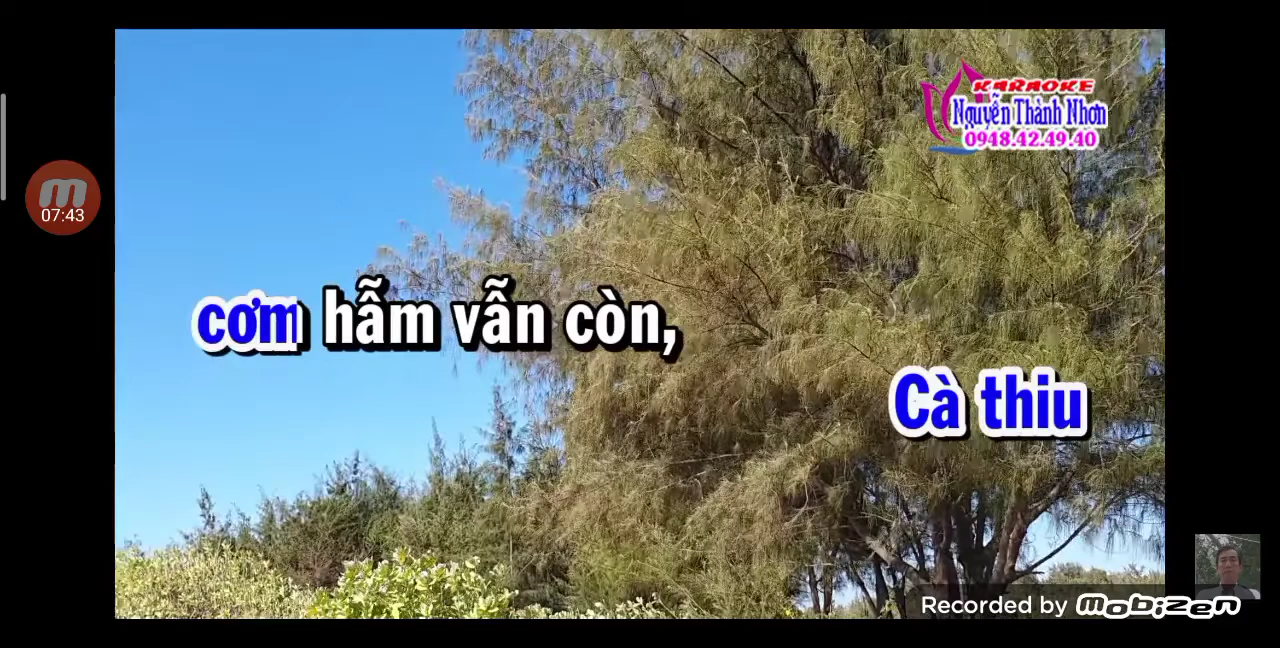 KARAOKE
Nguyễn Thành Nhơn
0948.42.49.40
07:43
cơm hẫm vẫn còn,
Cà thiu
Recorded by mobizen